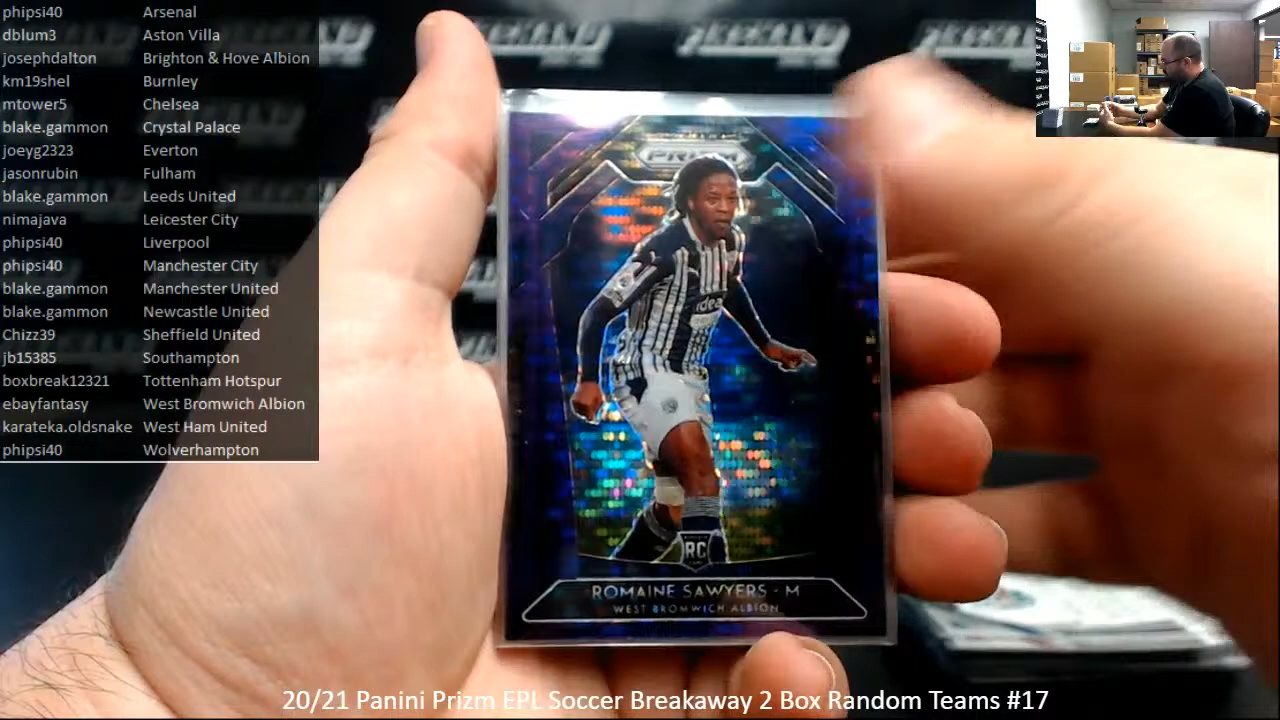 phipsi40 Arsenal
dblum3 Aston Villa
josephdalton Brighton & Hove Albion
km19shel Burnley
mtower5 Chelsea
blake.gammon Crystal Palace
joeyg2323 Everton
jasonrubin Fulham
blake.gammon Leeds United
nimajava Leicester City
phipsi40 Liverpool
phipsi40 Manchester City
blake.gammon Manchester United
blake.gammon Newcastle United
Chizz39 Sheffield United
jb15385 Southampton
boxbreak12321 Tottenham Hotspur
ebayfantasy West Bromwich Albion
karateka.oldsnake West Ham United
phipsi40 Wolverhampton
PRIZM
idea
RC
ROMAINE SAWYERS - M
WEST BROMWICH ALBION
20/21 Panini Prizm EPL Soccer Breakaway 2 Box Random Teams #17